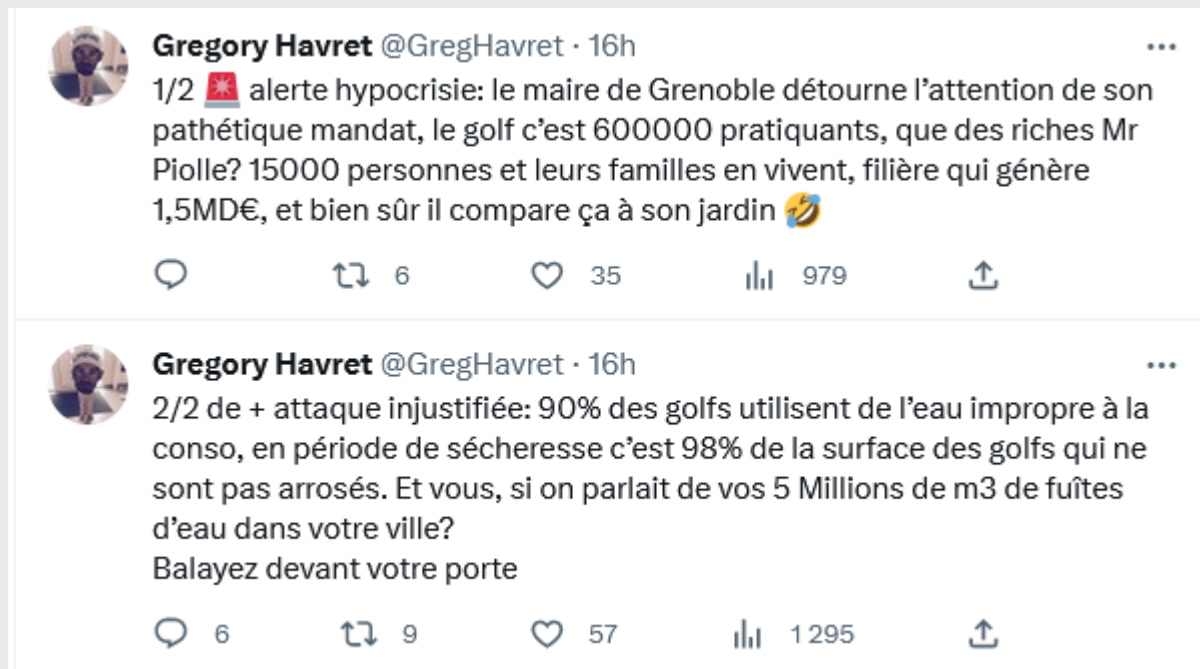 Gregory Havret @GregHavret · 16h
1/2 🚨 alerte hypocrisie: le maire de Grenoble détourne l’attention de son
pathétique mandat, le golf c’est 600000 pratiquants, que des riches Mr
Piolle? 15000 personnes et leurs familles en vivent, filière qui génère
1,5MD€, et bien sûr il compare ça à son jardin 🤣
6 35 979
Gregory Havret @GregHavret · 16h
2/2 de + attaque injustifiée: 90% des golfs utilisent de l’eau impropre à la
conso, en période de sécheresse c’est 98% de la surface des golfs qui ne
sont pas arrosés. Et vous, si on parlait de vos 5 Millions de m3 de fuîtes
d’eau dans votre ville?
Balayez devant votre porte
6 9 57 1 295